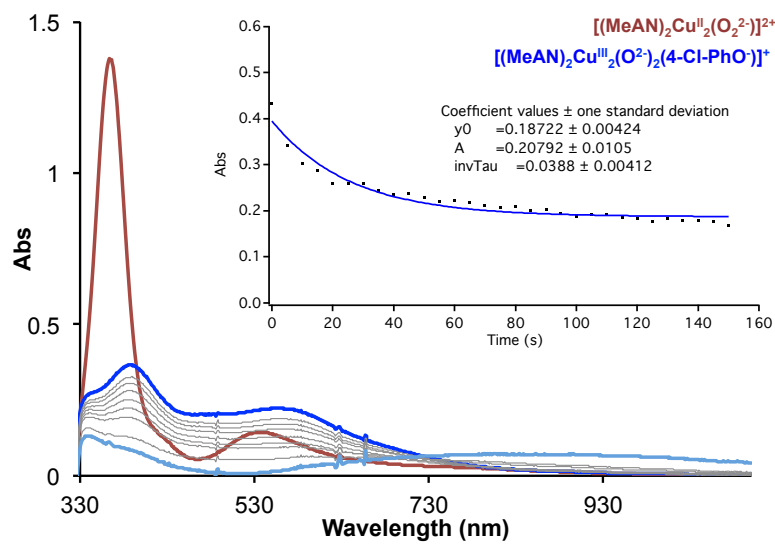 [(MeAN)₂Cuᴵᴵ₂(O₂²⁻)]²⁺
[(MeAN)₂Cuᴵᴵᴵ₂(O²⁻)₂(4-Cl-PhO⁻)]⁺
Coefficient values ± one standard deviation
y0 =0.18722 ± 0.00424
A =0.20792 ± 0.0105
invTau =0.0388 ± 0.00412
Abs
0.6
0.5
0.4
0.3
0.2
0.1
0.0
0 20 40 60 80 100 120 140 160
Time (s)
Abs
1.5
1
0.5
0
330 530 730 930
Wavelength (nm)